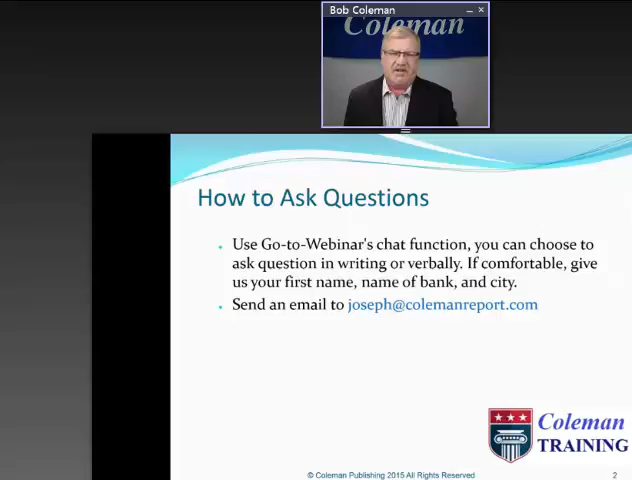 Bob Coleman
Coleman
How to Ask Questions
Use Go-to-Webinar's chat function, you can choose to
ask question in writing or verbally. If comfortable, give
us your first name, name of bank, and city.
Send an email to joseph@colemanreport.com
Coleman
TRAINING
© Coleman Publishing 2015 All Rights Reserved
2